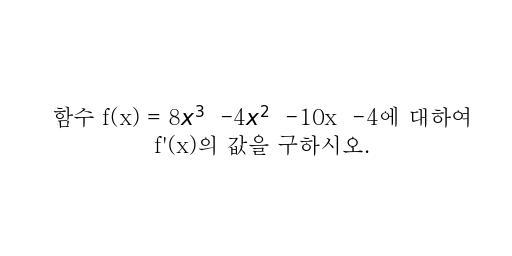 함수 f(x) = 8x³ -4x² -10x -4에 대하여
f'(x)의 값을 구하시오.